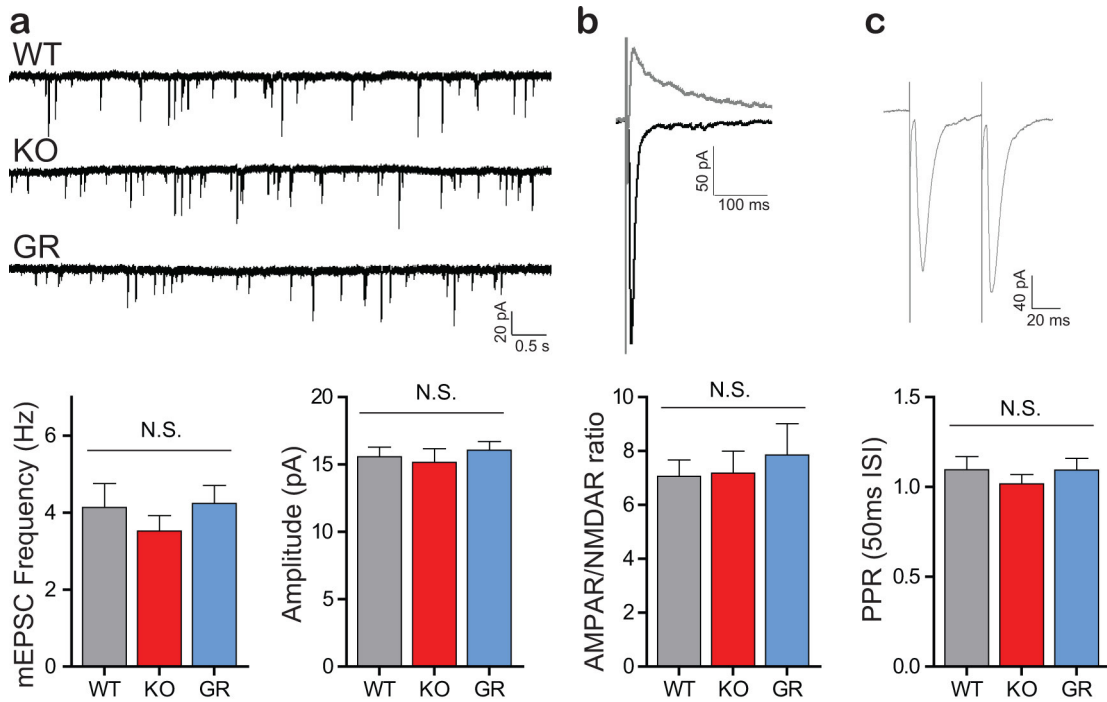 a
b
c
WT
KO
GR
20 pA
0.5 s
50 pA
100 ms
40 pA
20 ms
mEPSC Frequency (Hz)
6
4
2
0
N.S.
WT KO GR
Amplitude (pA)
20
15
10
5
0
N.S.
WT KO GR
AMPAR/NMDAR ratio
10
8
6
4
2
0
N.S.
WT KO GR
PPR (50ms ISI)
1.5
1.0
0.5
0.0
N.S.
WT KO GR